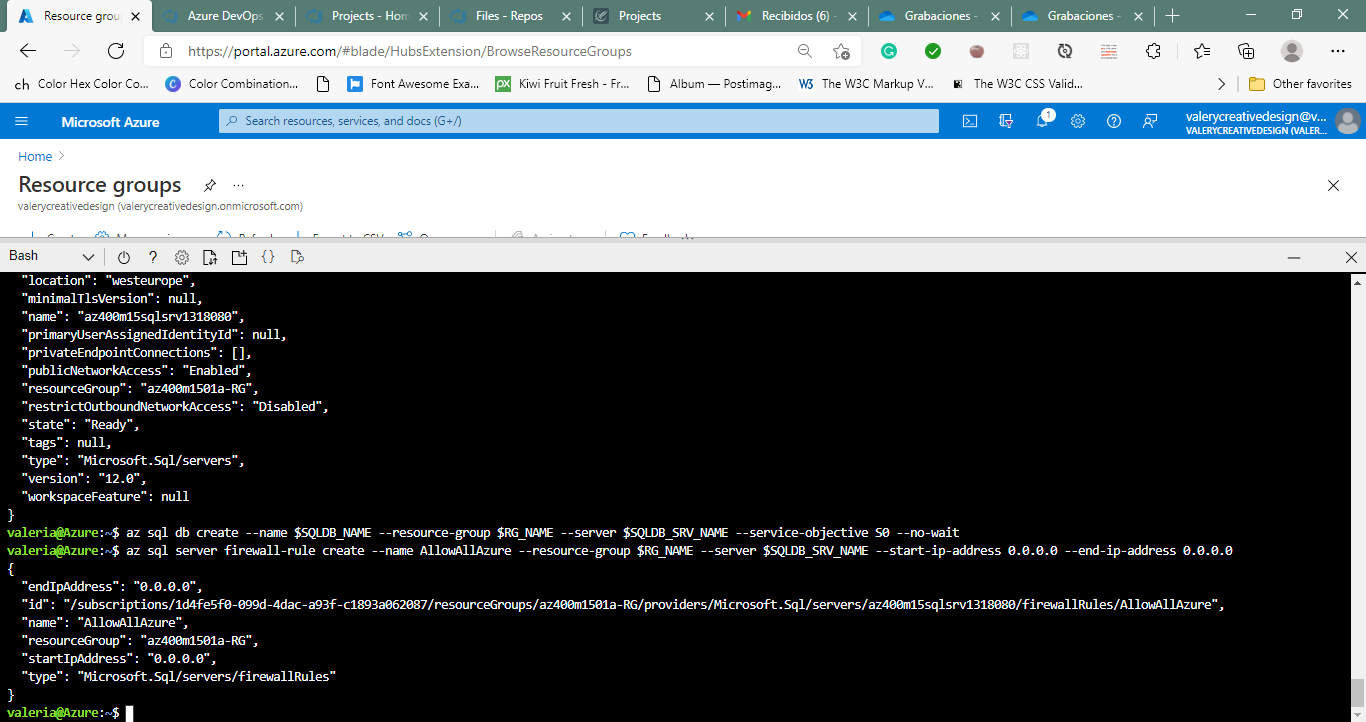 Resource grou
Azure DevOps
Projects - Hom
Files - Repos
Projects
Recibidos (6) -
Grabaciones -
Grabaciones -
https://portal.azure.com/#blade/HubsExtension/BrowseResourceGroups
ch Color Hex Color Co...
C Color Combination...
Font Awesome Exa...
px Kiwi Fruit Fresh - Fr...
Album — Postimag...
W3 The W3C Markup V...
The W3C CSS Valid...
Other favorites
Microsoft Azure
Search resources, services, and docs (G+/)
1
valerycreativedesign@v...
VALERYCREATIVEDESIGN (VALER...
Home
Resource groups
valerycreativedesign (valerycreativedesign.onmicrosoft.com)
Bash
"location": "westeurope",
"minimalTlsVersion": null,
"name": "az400m15sqlsrv1318080",
"primaryUserAssignedIdentityId": null,
"privateEndpointConnections": [],
"publicNetworkAccess": "Enabled",
"resourceGroup": "az400m1501a-RG",
"restrictOutboundNetworkAccess": "Disabled",
"state": "Ready",
"tags": null,
"type": "Microsoft.Sql/servers",
"version": "12.0",
"workspaceFeature": null
}
valeria@Azure:~$ az sql db create --name $SQLDB_NAME --resource-group $RG_NAME --server $SQLDB_SRV_NAME --service-objective S0 --no-wait
valeria@Azure:~$ az sql server firewall-rule create --name AllowAllAzure --resource-group $RG_NAME --server $SQLDB_SRV_NAME --start-ip-address 0.0.0.0 --end-ip-address 0.0.0.0
{
"endIpAddress": "0.0.0.0",
"id": "/subscriptions/1d4fe5f0-099d-4dac-a93f-c1893a062087/resourceGroups/az400m1501a-RG/providers/Microsoft.Sql/servers/az400m15sqlsrv1318080/firewallRules/AllowAllAzure",
"name": "AllowAllAzure",
"resourceGroup": "az400m1501a-RG",
"startIpAddress": "0.0.0.0",
"type": "Microsoft.Sql/servers/firewallRules"
}
valeria@Azure:~$